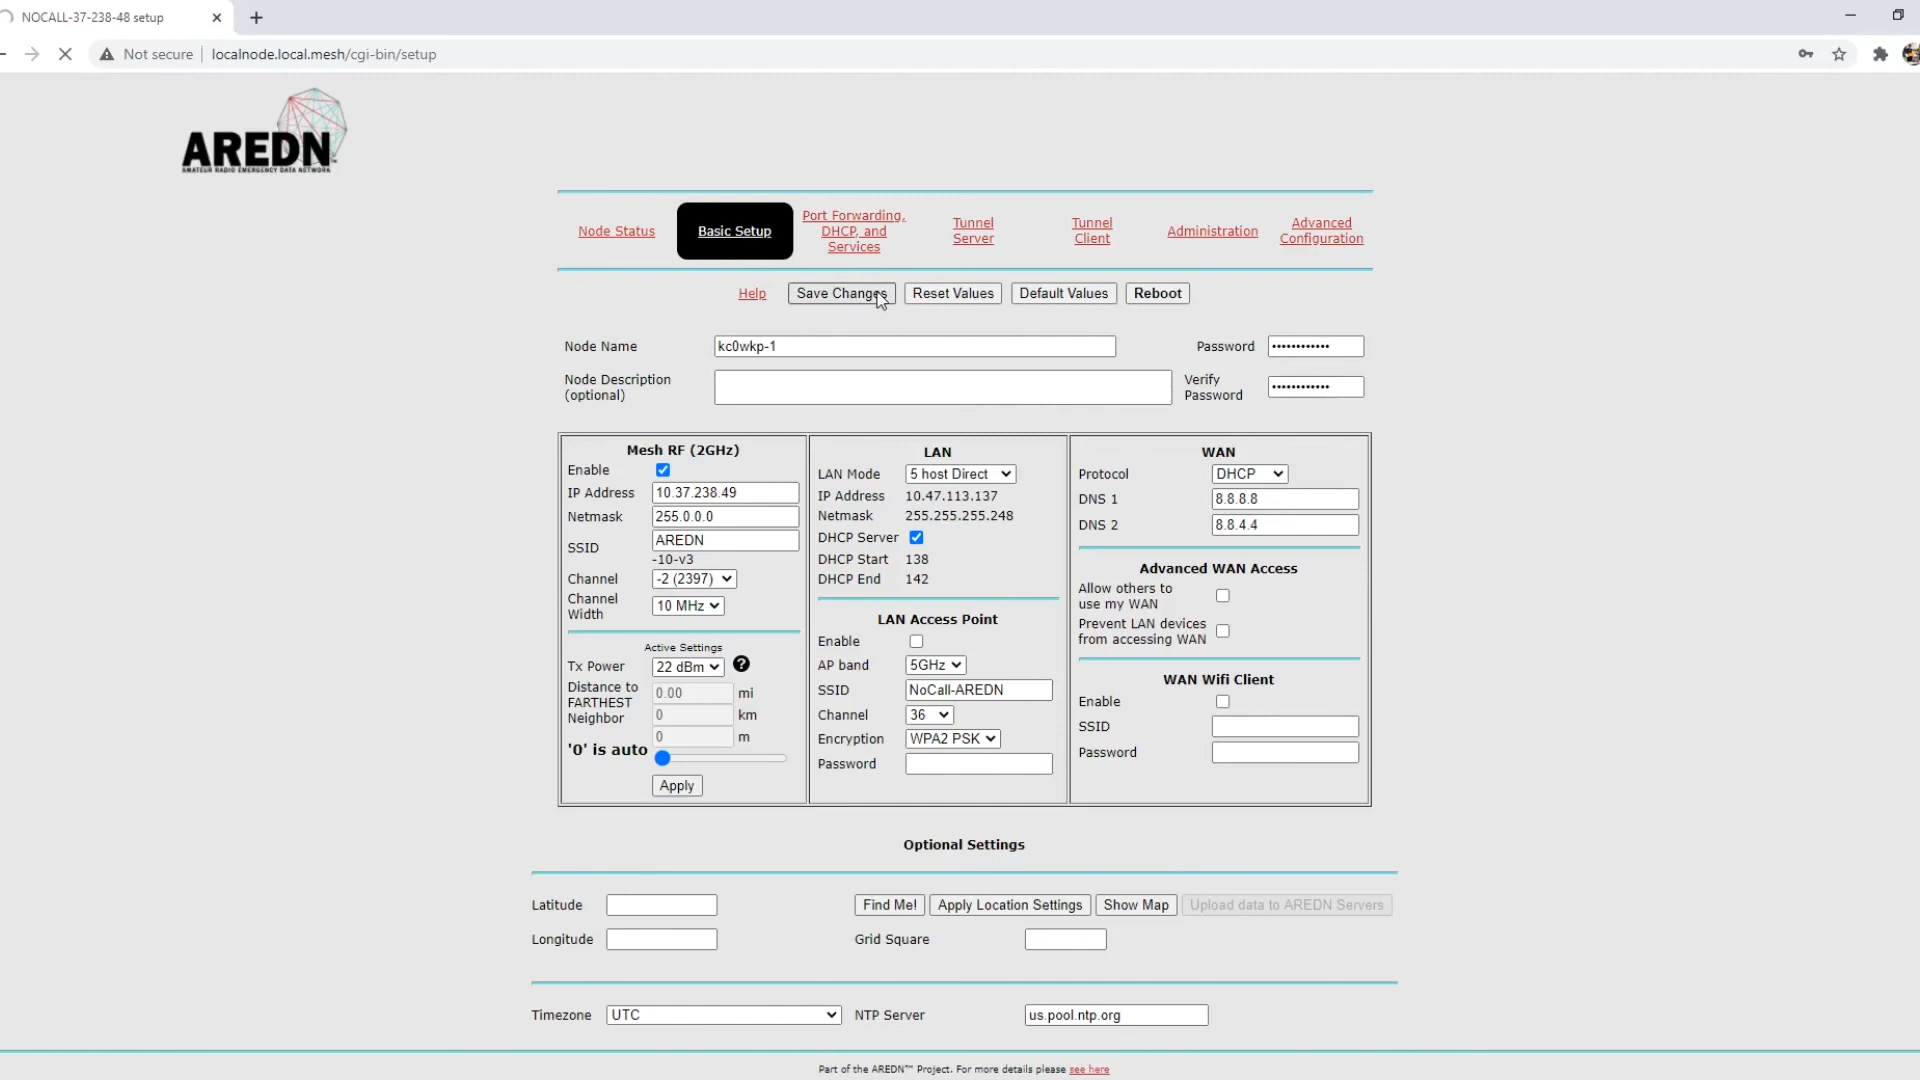 NOCALL-37-238-48 setup
Not secure
localnode.local.mesh/cgi-bin/setup
AREDN
AMATEUR RADIO EMERGENCY DATA NETWORK
Node Status
Basic Setup
Port Forwarding,
DHCP, and
Services
Tunnel
Server
Tunnel
Client
Administration
Advanced
Configuration
Help
Save Changes
Reset Values
Default Values
Reboot
Node Name
kc0wkp-1
Password
Node Description
(optional)
Verify
Password
Mesh RF (2GHz)
Enable
IP Address 10.37.238.49
Netmask 255.0.0.0
SSID AREDN
-10-v3
Channel -2 (2397)
Channel
Width
10 MHz
Active Settings
Tx Power 22 dBm ?
Distance to
FARTHEST
Neighbor
0.00 mi
0 km
0 m
'0' is auto
Apply
LAN
LAN Mode 5 host Direct
IP Address 10.47.113.137
Netmask 255.255.255.248
DHCP Server
DHCP Start 138
DHCP End 142
LAN Access Point
Enable
AP band 5GHz
SSID NoCall-AREDN
Channel 36
Encryption WPA2 PSK
Password
WAN
Protocol DHCP
DNS 1 8.8.8.8
DNS 2 8.8.4.4
Advanced WAN Access
Allow others to
use my WAN
Prevent LAN devices
from accessing WAN
WAN Wifi Client
Enable
SSID
Password
Optional Settings
Latitude
Find Me!
Apply Location Settings
Show Map
Upload data to AREDN Servers
Longitude
Grid Square
Timezone UTC
NTP Server us.pool.ntp.org
Part of the AREDN™ Project. For more details please see here